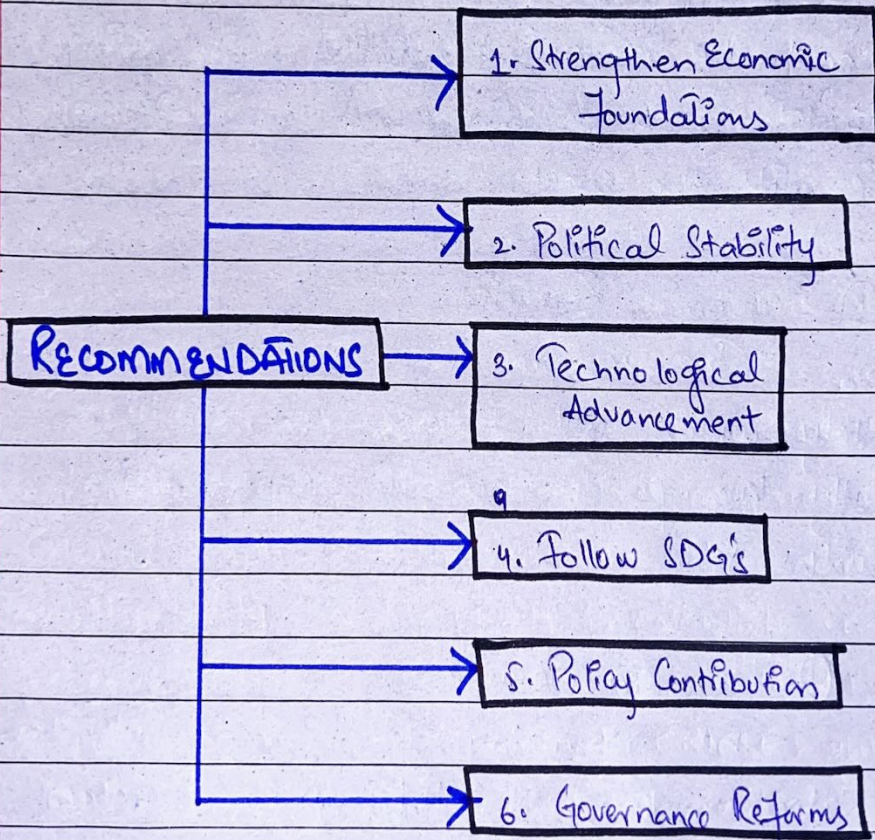 1. Strengthen Economic
Foundations
2. Political Stability
RECOMMENDATIONS
3. Technological
Advancement
4. Follow SDG's
5. Policy Contribution
6. Governance Reforms